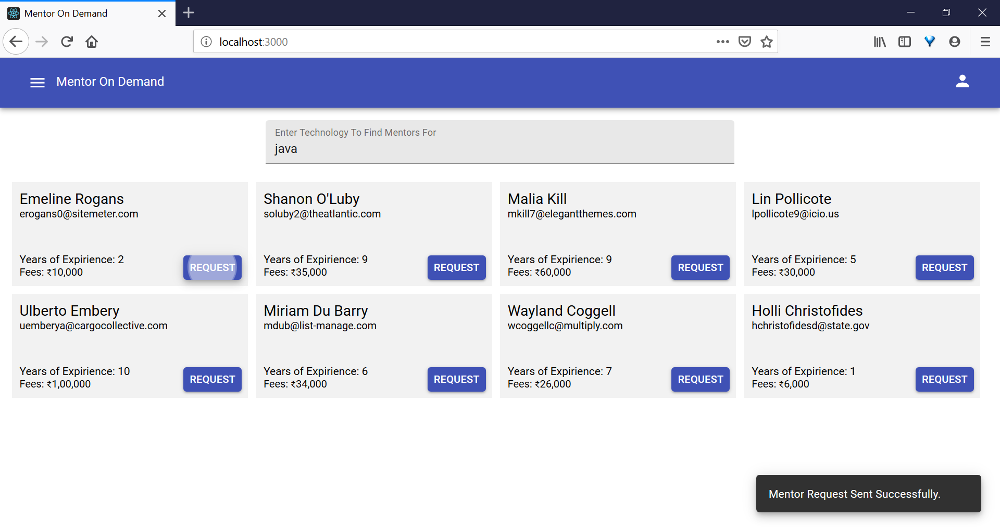 Mentor On Demand
localhost:3000
Mentor On Demand
Enter Technology To Find Mentors For
java
Emeline Rogans
erogans0@sitemeter.com
Years of Expirience: 2
Fees: ₹10,000
REQUEST
Shanon O'Luby
soluby2@theatlantic.com
Years of Expirience: 9
Fees: ₹35,000
REQUEST
Malia Kill
mkill7@elegantthemes.com
Years of Expirience: 9
Fees: ₹60,000
REQUEST
Lin Pollicote
lpollicote9@icio.us
Years of Expirience: 5
Fees: ₹30,000
REQUEST
Ulberto Embery
uemberya@cargocollective.com
Years of Expirience: 10
Fees: ₹1,00,000
REQUEST
Miriam Du Barry
mdub@list-manage.com
Years of Expirience: 6
Fees: ₹34,000
REQUEST
Wayland Coggell
wcoggellc@multiply.com
Years of Expirience: 7
Fees: ₹26,000
REQUEST
Holli Christofides
hchristofidesd@state.gov
Years of Expirience: 1
Fees: ₹6,000
REQUEST
Mentor Request Sent Successfully.